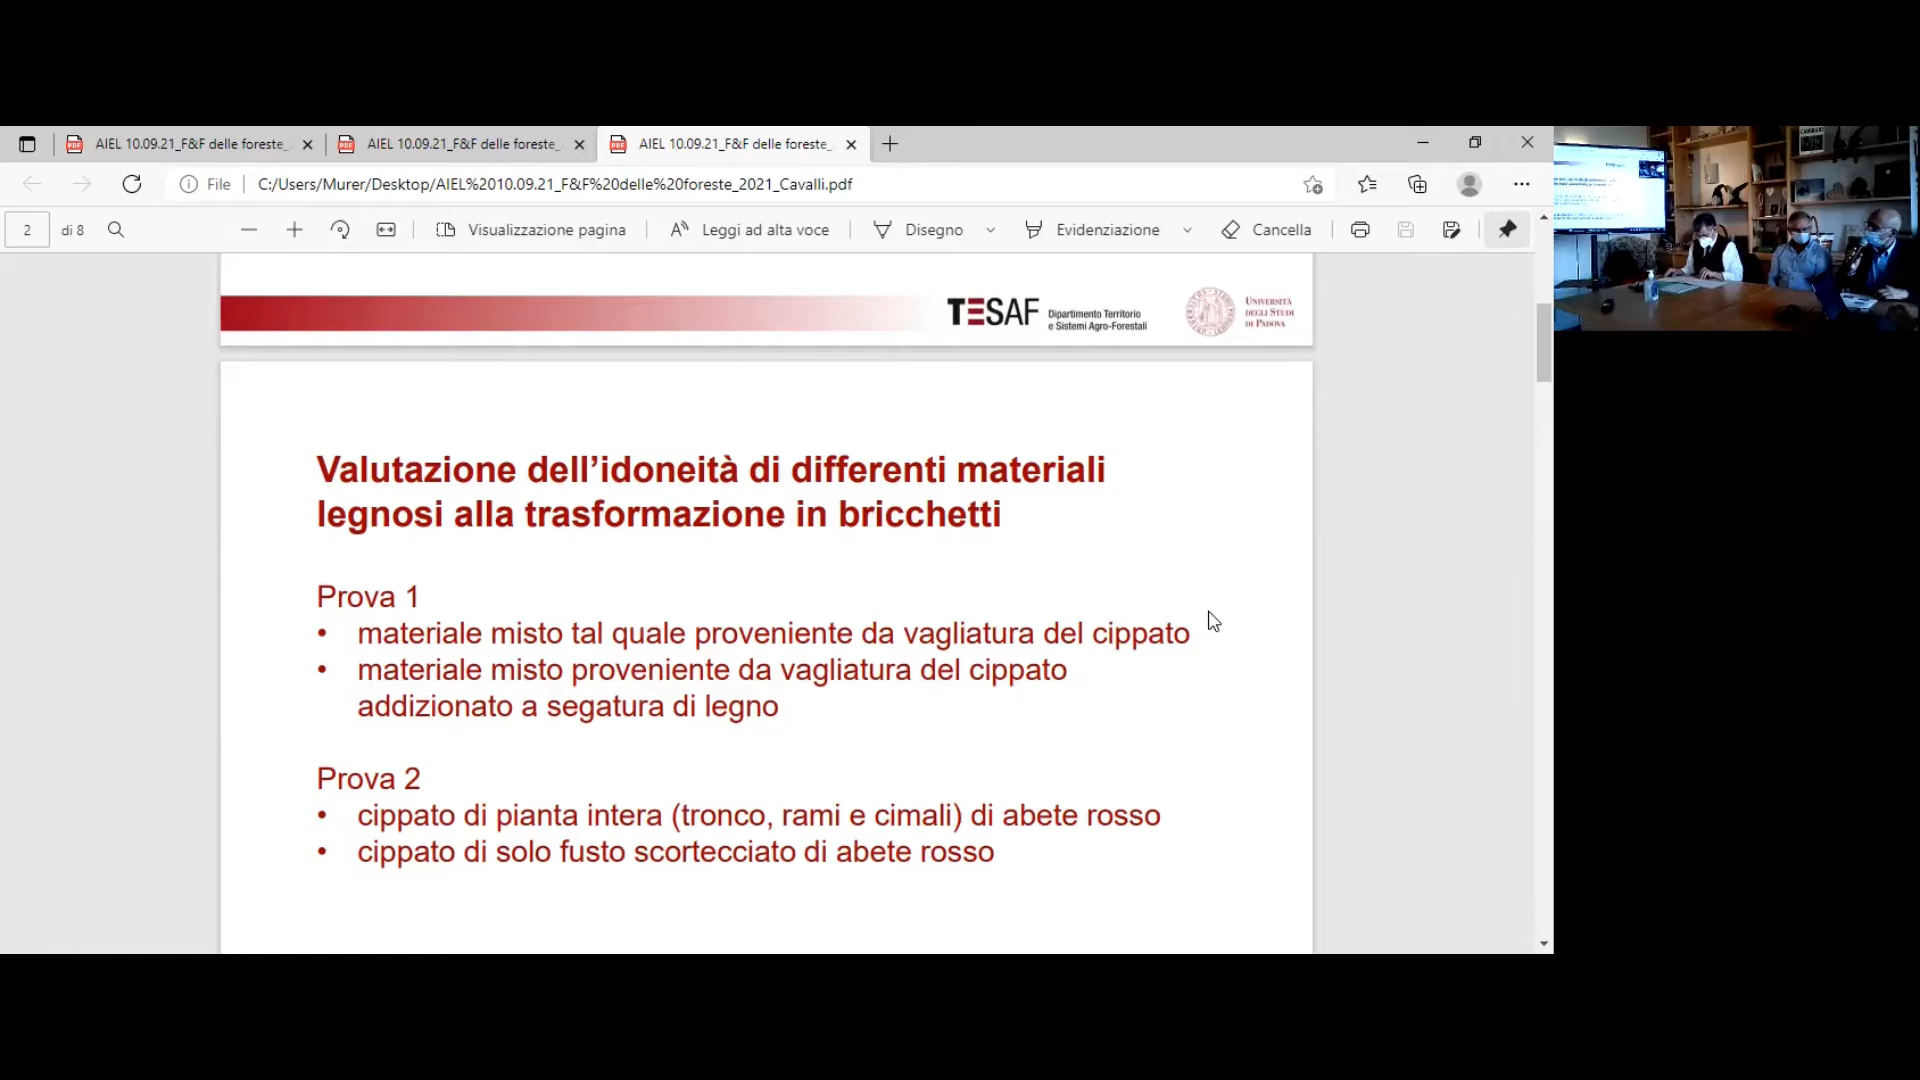 AIEL 10.09.21_F&F delle foreste_
AIEL 10.09.21_F&F delle foreste_
AIEL 10.09.21_F&F delle foreste_
File
C:/Users/Murer/Desktop/AIEL%2010.09.21_F&F%20delle%20foreste_2021_Cavalli.pdf
2 di 8
Visualizzazione pagina
Leggi ad alta voce
Disegno
Evidenziazione
Cancella
TESAF
Dipartimento Territorio
e Sistemi Agro-Forestali
Università
degli Studi
di Padova
Valutazione dell’idoneità di differenti materiali
legnosi alla trasformazione in bricchetti
Prova 1
• materiale misto tal quale proveniente da vagliatura del cippato
• materiale misto proveniente da vagliatura del cippato
addizionato a segatura di legno
Prova 2
• cippato di pianta intera (tronco, rami e cimali) di abete rosso
• cippato di solo fusto scortecciato di abete rosso